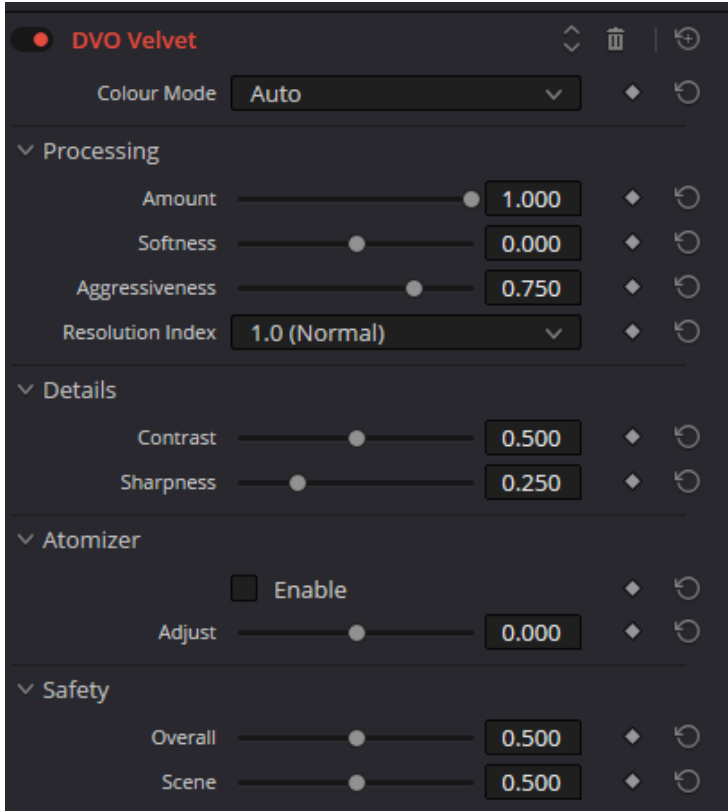 DVO Velvet
Colour Mode Auto
Processing
Amount 1.000
Softness 0.000
Aggressiveness 0.750
Resolution Index 1.0 (Normal)
Details
Contrast 0.500
Sharpness 0.250
Atomizer
Enable
Adjust 0.000
Safety
Overall 0.500
Scene 0.500